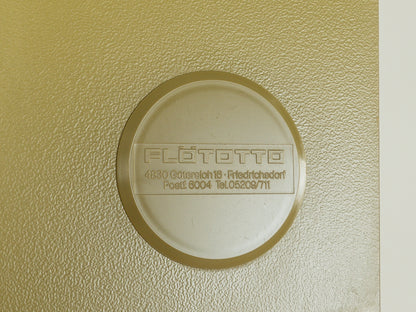 FLÖTOTTO
4830 Gütersloh 18 · Friedrichsdorf
Postf. 6004 Tel. 05209/711